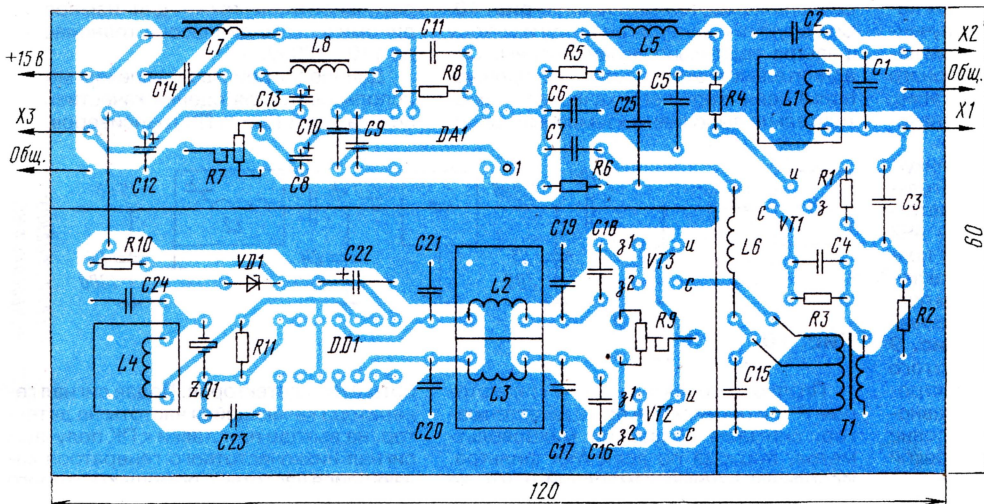 C2
X2
L7
C11
L8
L5
+15 В
R5
C1
Общ.
C14
R8
C5
R4
L1
C13
C6
C25
X1
X3
C10
C9
DA1
C7
Общ.
C12
R7
C8
1
R6
и
R1
C3
с
з
VT1
C21
C19
C18
з1
и
L6
R10
C22
VT3
C4
VD1
L2
з2
с
C24
R9
R3
R2
L4
R11
DD1
ZQ1
L3
C15
з1
и
T1
C23
C20
C17
C16
з2
VT2
с
120
60